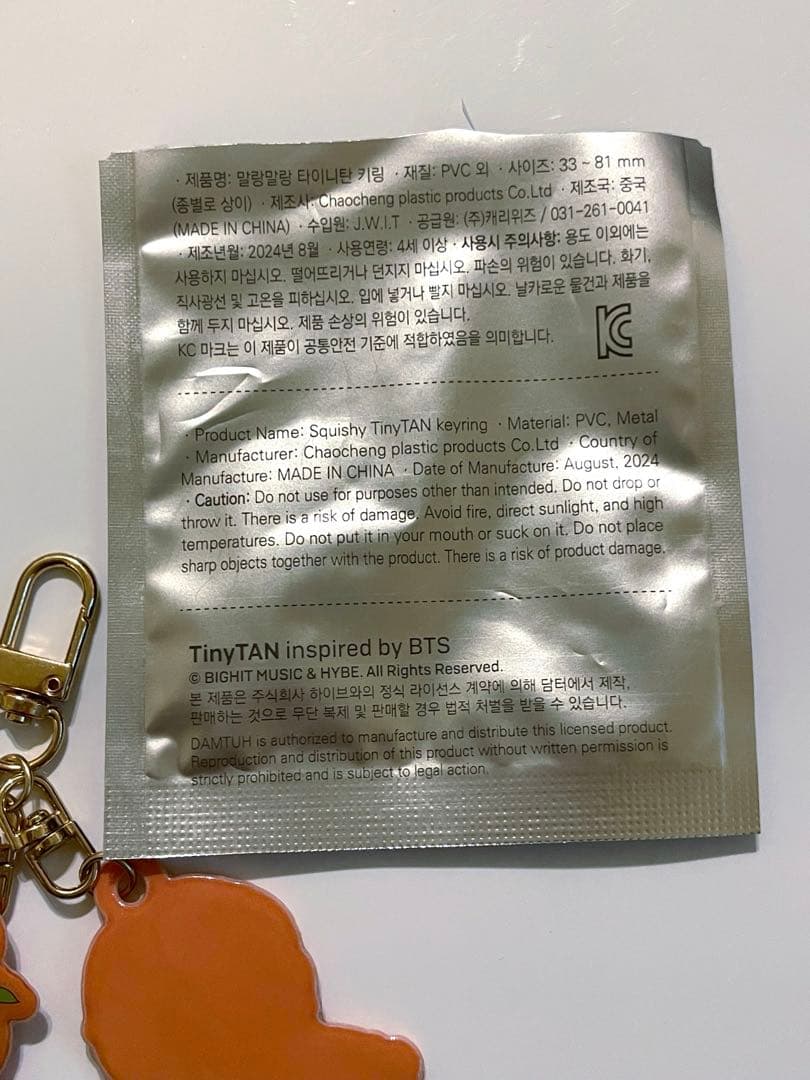 · 제품명: 말랑말랑 타이니탄 키링 · 재질: PVC 외 · 사이즈: 33 ~ 81 mm
(종별로 상이) · 제조사: Chaocheng plastic products Co.Ltd · 제조국: 중국
(MADE IN CHINA) · 수입원: J.W.I.T · 공급원: (주)캐리위즈 / 031-261-0041
· 제조년월: 2024년 8월 · 사용연령: 4세 이상 · 사용시 주의사항: 용도 이외에는
사용하지 마십시오. 떨어뜨리거나 던지지 마십시오. 파손의 위험이 있습니다. 화기,
직사광선 및 고온을 피하십시오. 입에 넣거나 빨지 마십시오. 날카로운 물건과 제품을
함께 두지 마십시오. 제품 손상의 위험이 있습니다.
KC 마크는 이 제품이 공통안전 기준에 적합하였음을 의미합니다.
KC
· Product Name: Squishy TinyTAN keyring · Material: PVC, Metal
· Manufacturer: Chaocheng plastic products Co.Ltd · Country of
Manufacture: MADE IN CHINA · Date of Manufacture: August, 2024
· Caution: Do not use for purposes other than intended. Do not drop or
throw it. There is a risk of damage. Avoid fire, direct sunlight, and high
temperatures. Do not put it in your mouth or suck on it. Do not place
sharp objects together with the product. There is a risk of product damage.
TinyTAN inspired by BTS
© BIGHIT MUSIC & HYBE. All Rights Reserved.
본 제품은 주식회사 하이브와의 정식 라이선스 계약에 의해 담터에서 제작,
판매하는 것으로 무단 복제 및 판매할 경우 법적 처벌을 받을 수 있습니다.
DAMTUH is authorized to manufacture and distribute this licensed product.
Reproduction and distribution of this product without written permission is
strictly prohibited and is subject to legal action.